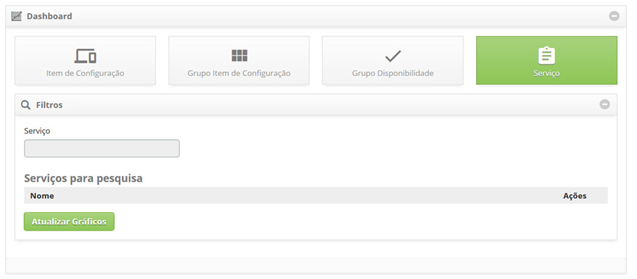 Dashboard
Item de Configuração
Grupo Item de Configuração
Grupo Disponibilidade
Serviço
Filtros
Serviço
Serviços para pesquisa
Nome Ações
Atualizar Gráficos